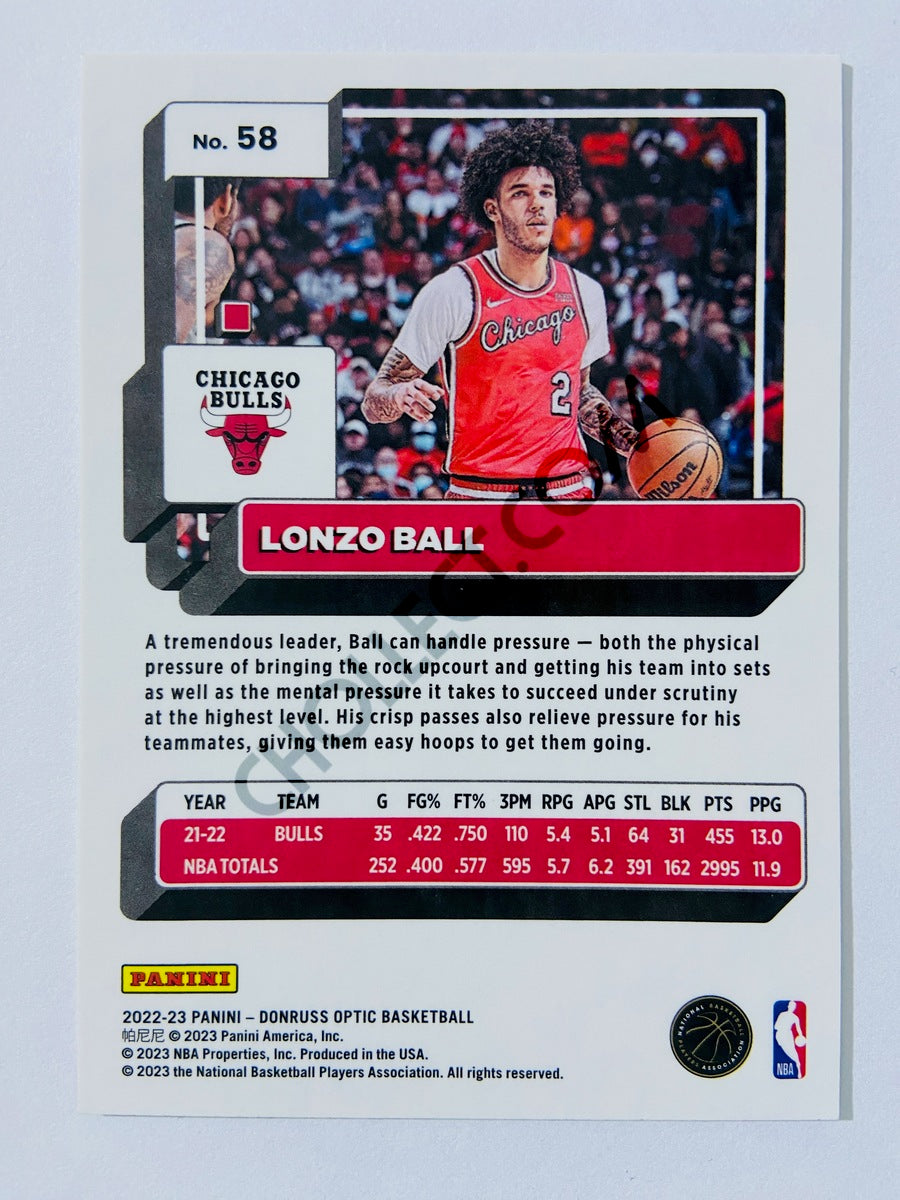 No. 58
Chicago
2
Wilson
CHICAGO
BULLS
LONZO BALL
CHOLLECT.COM
A tremendous leader, Ball can handle pressure — both the physical
pressure of bringing the rock upcourt and getting his team into sets
as well as the mental pressure it takes to succeed under scrutiny
at the highest level. His crisp passes also relieve pressure for his
teammates, giving them easy hoops to get them going.
YEAR TEAM G FG% FT% 3PM RPG APG STL BLK PTS PPG
21-22 BULLS 35 .422 .750 110 5.4 5.1 64 31 455 13.0
NBA TOTALS 252 .400 .577 595 5.7 6.2 391 162 2995 11.9
PANINI
2022-23 PANINI – DONRUSS OPTIC BASKETBALL
帕尼尼 © 2023 Panini America, Inc.
© 2023 NBA Properties, Inc. Produced in the USA.
© 2023 the National Basketball Players Association. All rights reserved.
NATIONAL BASKETBALL PLAYERS ASSOCIATION
NBA